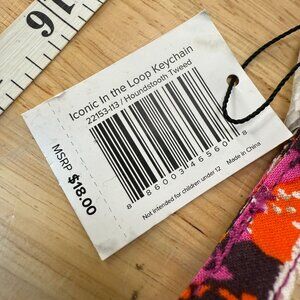 Iconic In the Loop Keychain
22153-I13 / Houndstooth Tweed
8 86003 46560 8
Not intended for children under 12 Made in China
MSRP $18.00
9